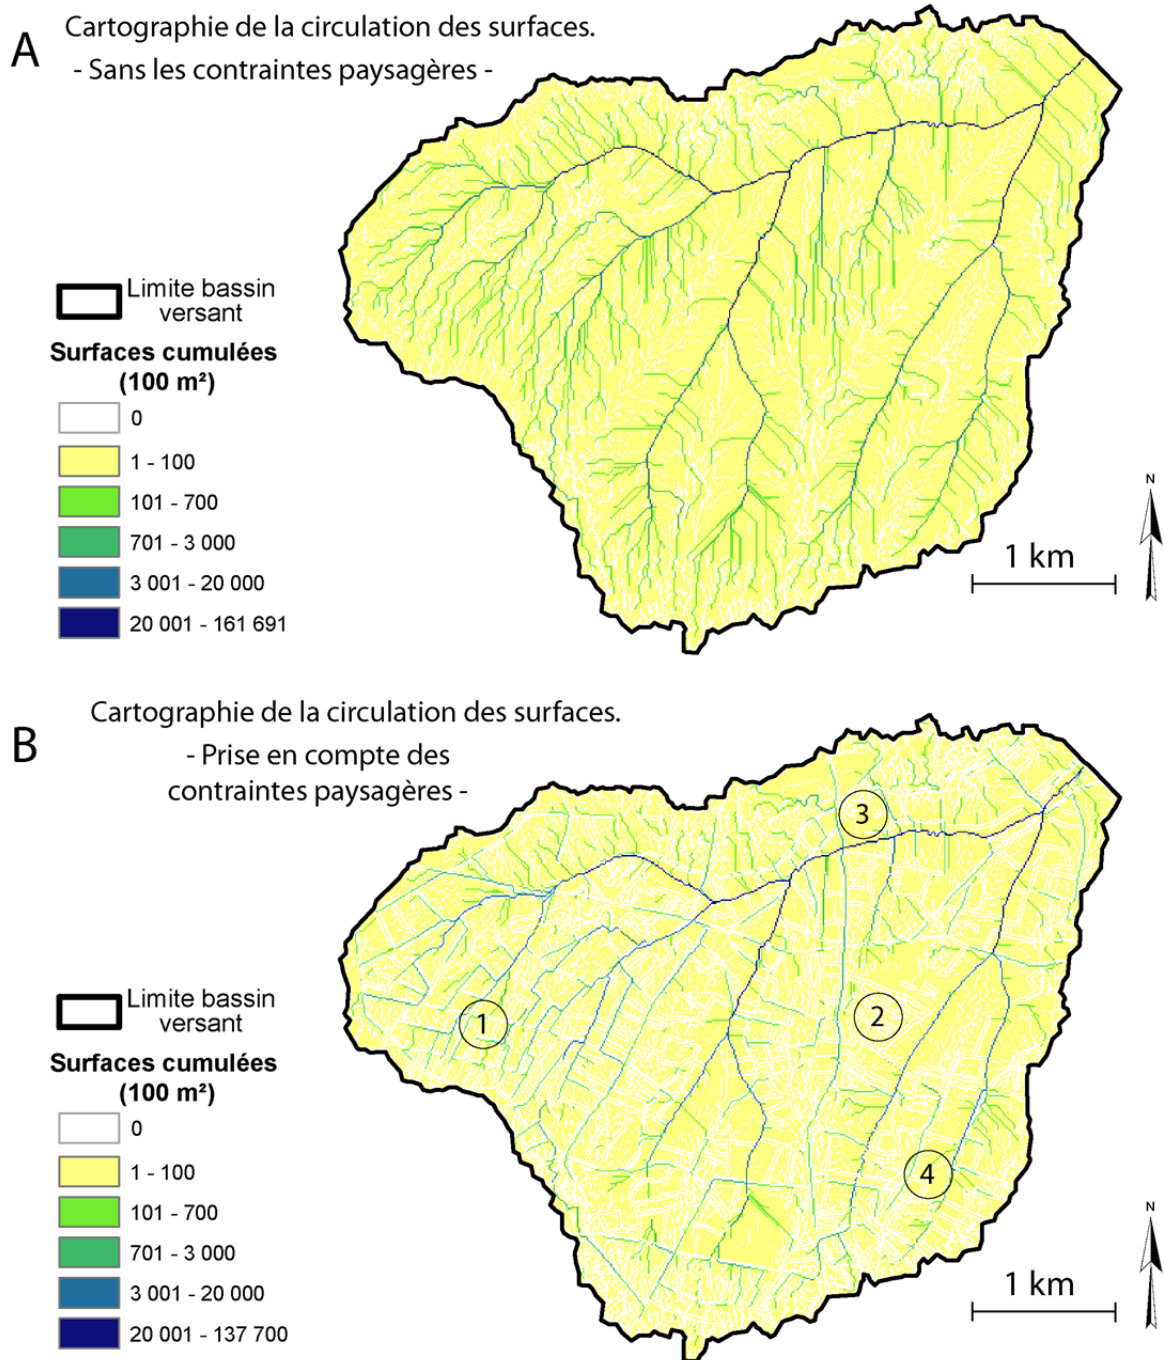 A
Cartographie de la circulation des surfaces.
- Sans les contraintes paysagères -
Limite bassin
versant
Surfaces cumulées
(100 m²)
0
1 - 100
101 - 700
701 - 3 000
3 001 - 20 000
20 001 - 161 691
N
1 km
B
Cartographie de la circulation des surfaces.
- Prise en compte des
contraintes paysagères -
3
1
2
4
Limite bassin
versant
Surfaces cumulées
(100 m²)
0
1 - 100
101 - 700
701 - 3 000
3 001 - 20 000
20 001 - 137 700
N
1 km